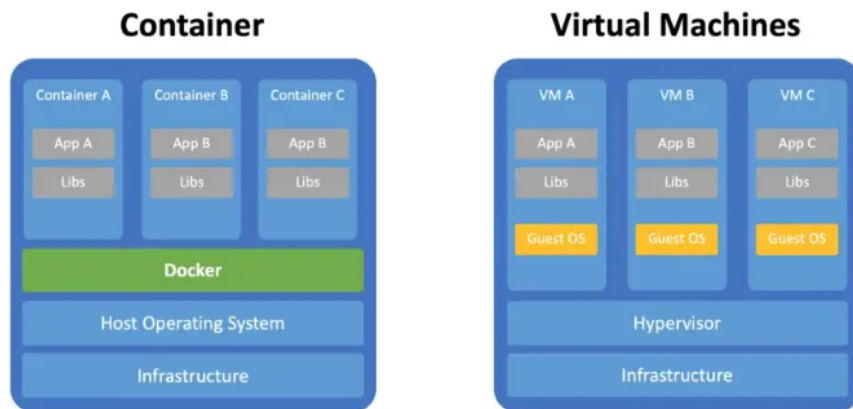 Container
Container A
Container B
Container C
App A
App B
App B
Libs
Libs
Libs
Docker
Host Operating System
Infrastructure
Virtual Machines
VM A
VM B
VM C
App A
App B
App C
Libs
Libs
Libs
Guest OS
Guest OS
Guest OS
Hypervisor
Infrastructure